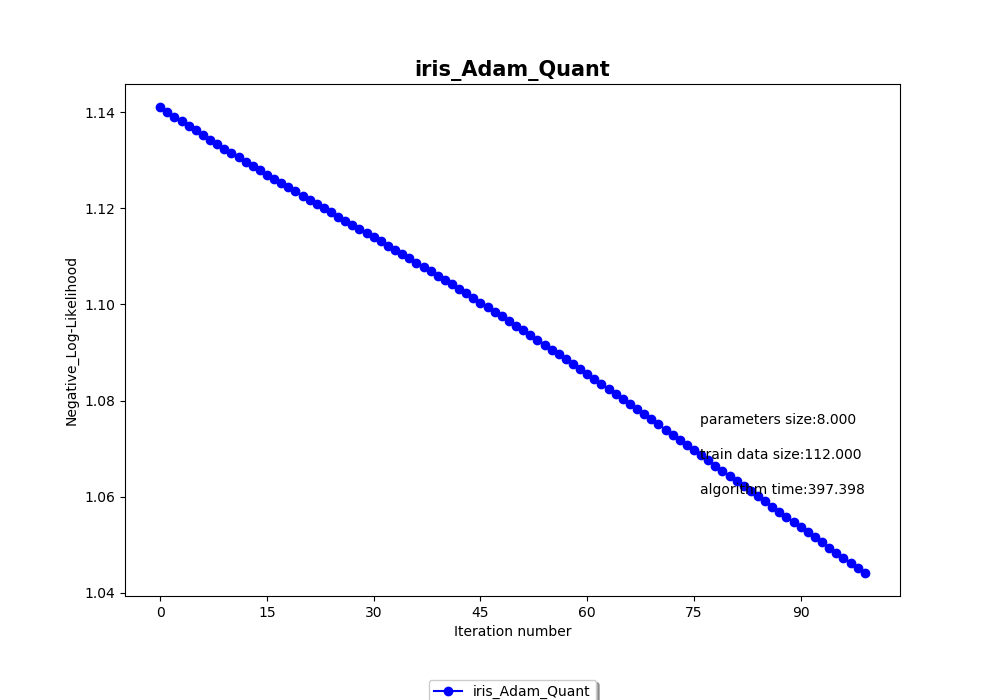 iris_Adam_Quant
1.14
1.12
1.10
1.08
1.06
1.04
Negative_Log-Likelihood
parameters size:8.000
train data size:112.000
algorithm time:397.398
0 15 30 45 60 75 90
Iteration number
iris_Adam_Quant